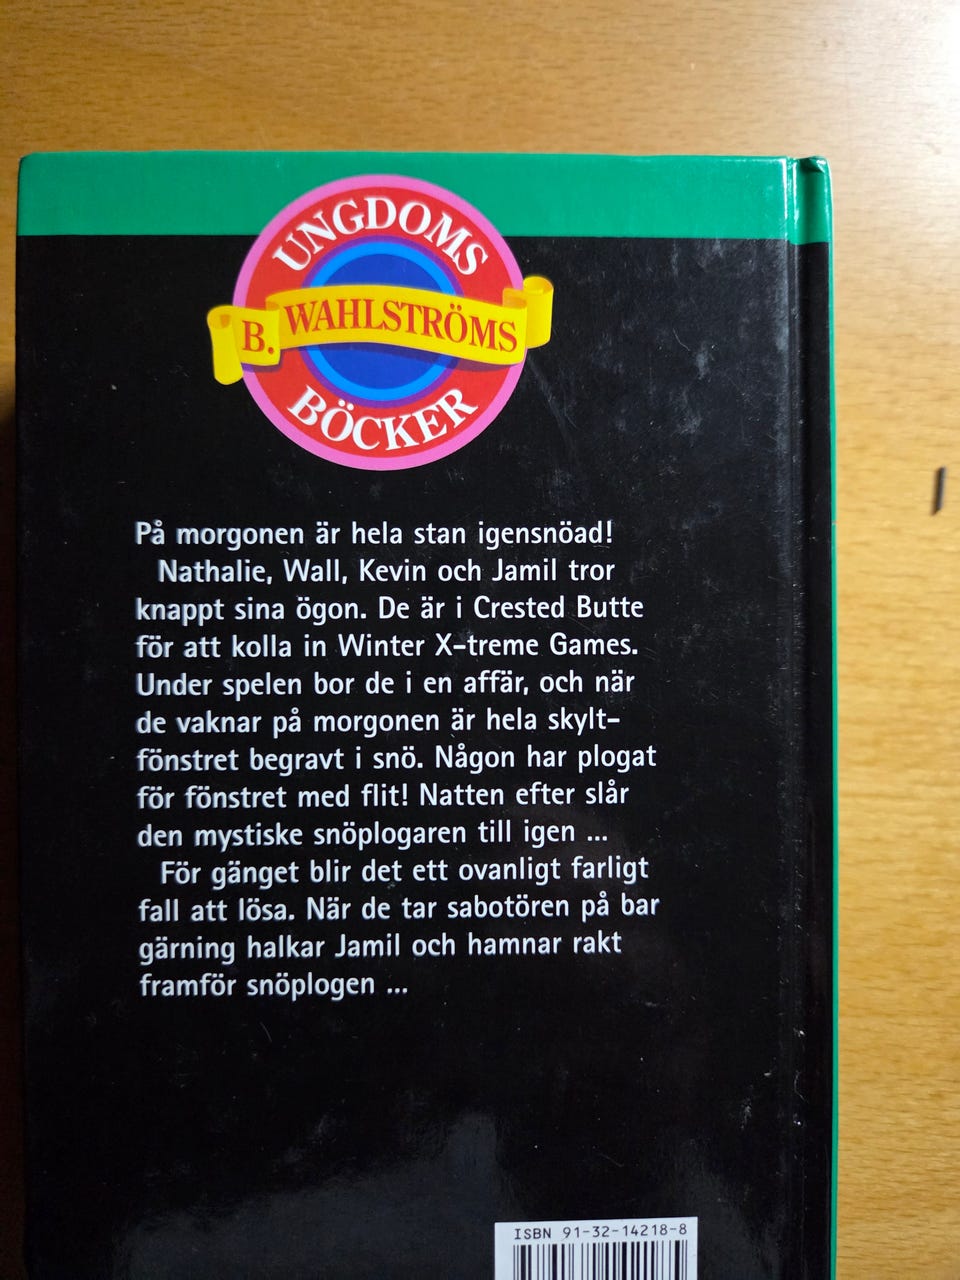 UNGDOMS
B. WAHLSTRÖMS
BÖCKER
På morgonen är hela stan igensnöad!
Nathalie, Wall, Kevin och Jamil tror
knappt sina ögon. De är i Crested Butte
för att kolla in Winter X-treme Games.
Under spelen bor de i en affär, och när
de vaknar på morgonen är hela skylt-
fönstret begravt i snö. Någon har plogat
för fönstret med flit! Natten efter slår
den mystiske snöplogaren till igen ...
För gänget blir det ett ovanligt farligt
fall att lösa. När de tar sabotören på bar
gärning halkar Jamil och hamnar rakt
framför snöplogen ...
ISBN 91-32-14218-8